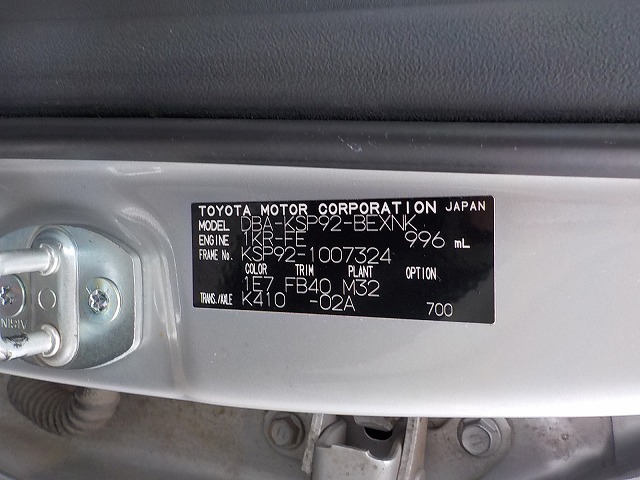 TOYOTA MOTOR CORPORATION JAPAN
MODEL DBA-KSP92-BEXNK
ENGINE 1KR-FE 996 mL
FRAME No. KSP92-1007324
COLOR TRIM PLANT OPTION
1E7 FB40 M32
TRANS./AXLE K410 -02A 700
AISIN